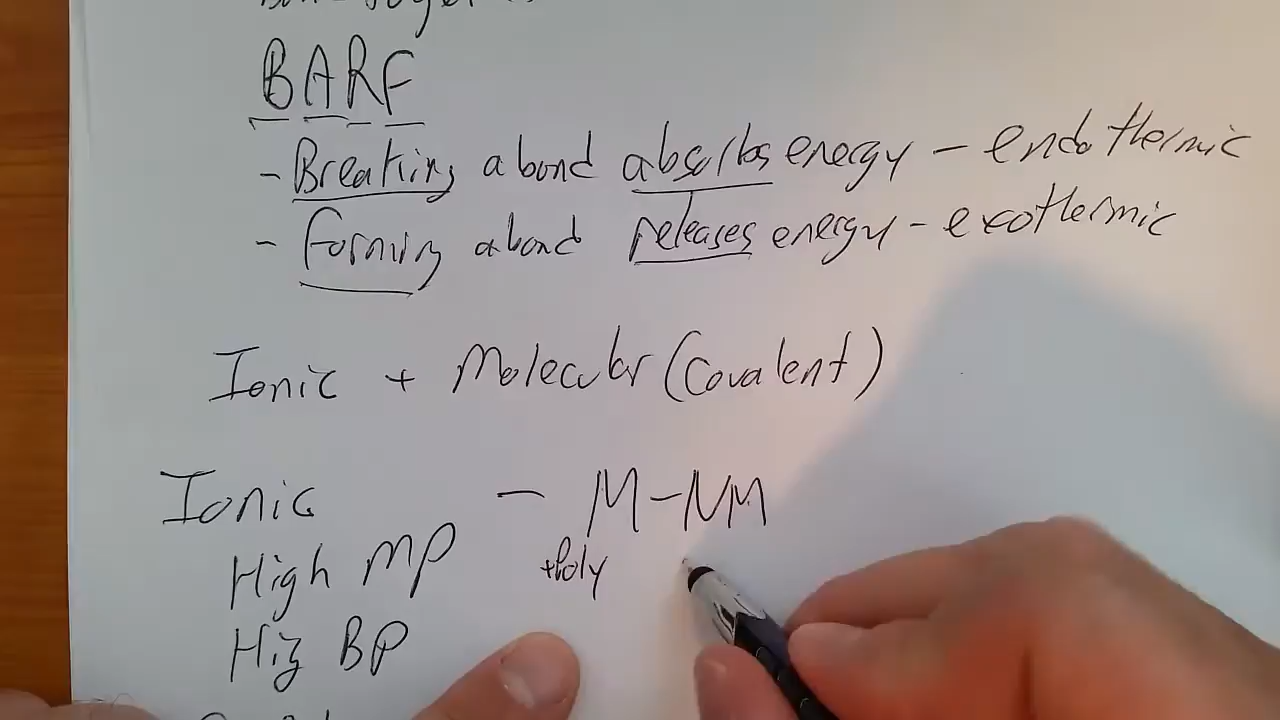 BARF
- Breaking a bond absorbs energy - endothermic
- Forming a bond releases energy - exothermic
Ionic + Molecular (Covalent)
Ionic - M-NM
High MP +Poly
Hig BP